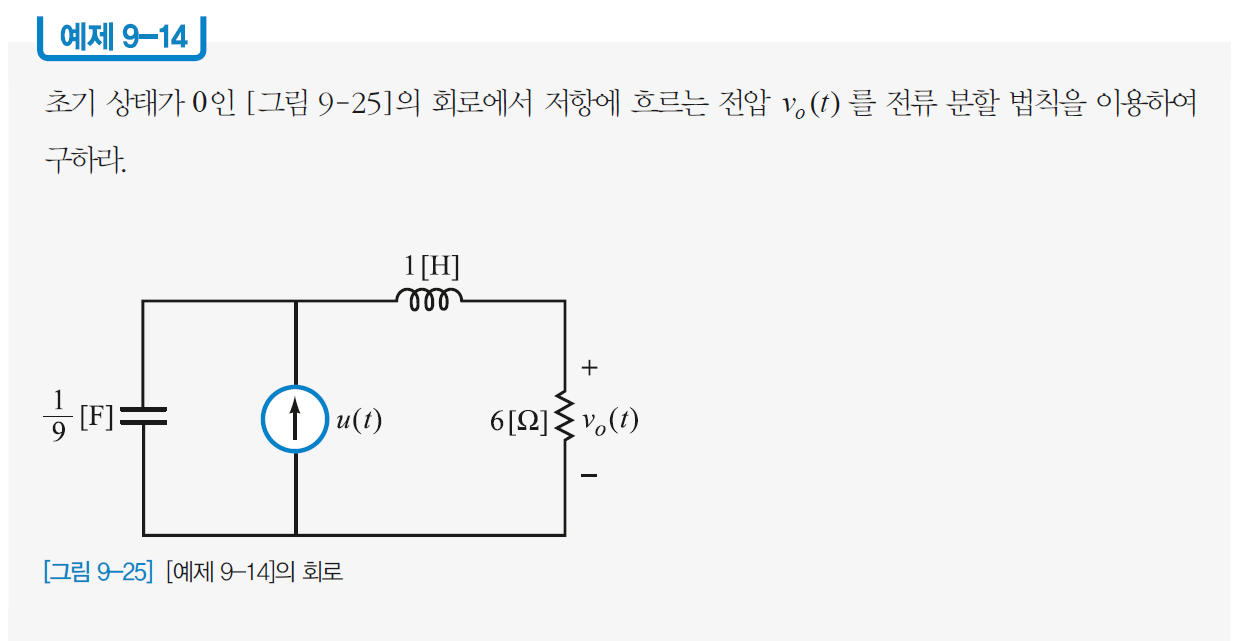 예제 9-14
초기 상태가 0인 [그림 9-25]의 회로에서 저항에 흐르는 전압 vₒ(t)를 전류 분할 법칙을 이용하여
구하라.
1[H]
1/9 [F]
u(t)
6[Ω]
+
vₒ(t)
−
[그림 9-25] [예제 9-14]의 회로